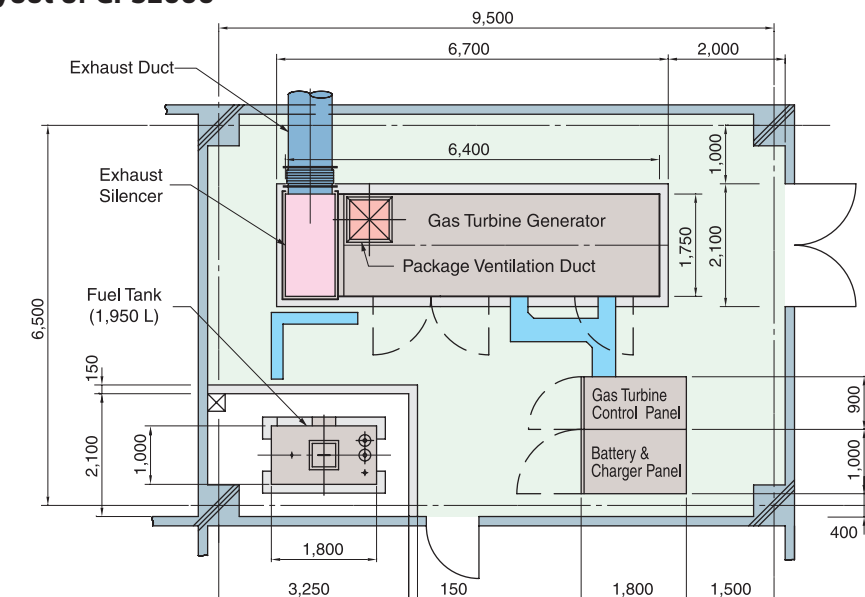 9,500
6,700
2,000
Exhaust Duct
6,400
1,000
Exhaust
Silencer
Gas Turbine Generator
1,750
2,100
Package Ventilation Duct
Fuel Tank
(1,950 L)
6,500
150
Gas Turbine
Control Panel
900
2,100
1,000
Battery &
Charger Panel
1,000
400
1,800
3,250
150
1,800
1,500